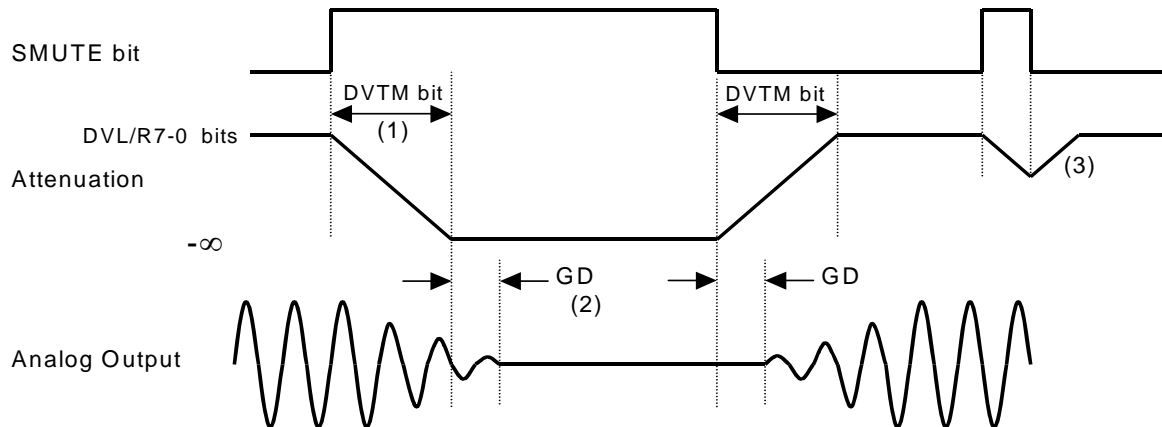 SMUTE bit
DVTM bit
DVTM bit
(1)
DVL/R7-0 bits
(3)
Attenuation
-∞
GD
GD
(2)
Analog Output